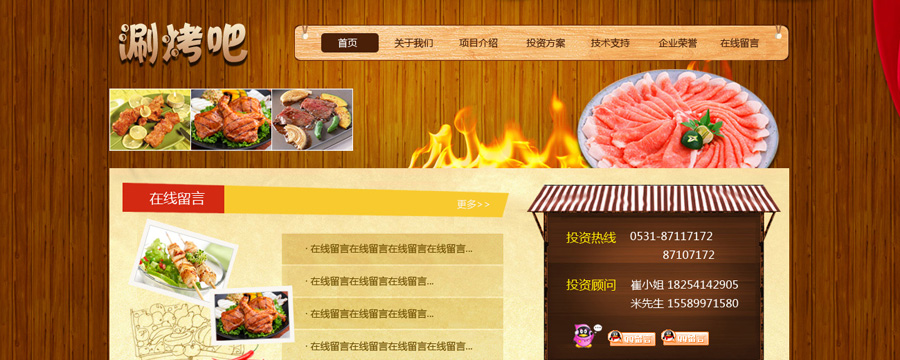 涮烤吧
首页 关于我们 项目介绍 投资方案 技术支持 企业荣誉 在线留言
在线留言
更多>>
· 在线留言在线留言在线留言在线留言...
· 在线留言在线留言在线留言...
· 在线留言在线留言在线留言...
· 在线留言在线留言在线留言在线留言...
投资热线 0531-87117172
87107172
投资顾问 崔小姐 18254142905
米先生 15589971580